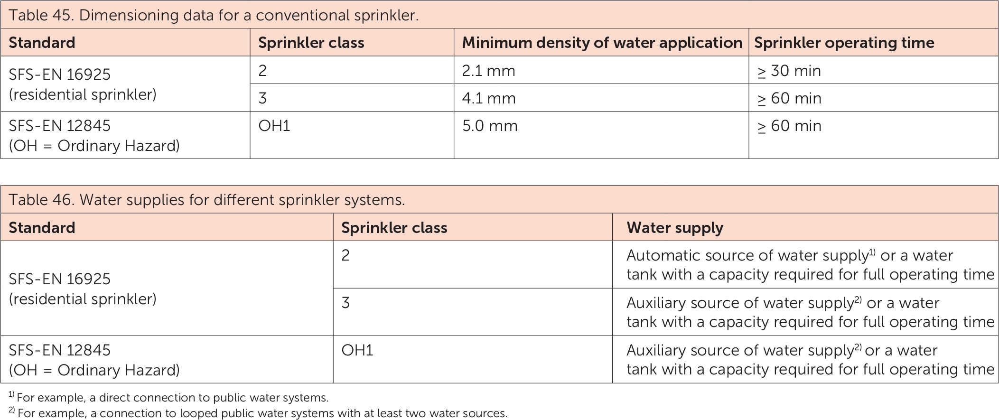 Table 45. Dimensioning data for a conventional sprinkler.
Standard Sprinkler class Minimum density of water application Sprinkler operating time
SFS-EN 16925
(residential sprinkler)
2 2.1 mm ≥ 30 min
3 4.1 mm ≥ 60 min
SFS-EN 12845
(OH = Ordinary Hazard)
OH1 5.0 mm ≥ 60 min
Table 46. Water supplies for different sprinkler systems.
Standard Sprinkler class Water supply
SFS-EN 16925
(residential sprinkler)
2 Automatic source of water supply1) or a water
tank with a capacity required for full operating time
3 Auxiliary source of water supply2) or a water
tank with a capacity required for full operating time
SFS-EN 12845
(OH = Ordinary Hazard)
OH1 Auxiliary source of water supply2) or a water
tank with a capacity required for full operating time
1) For example, a direct connection to public water systems.
2) For example, a connection to looped public water systems with at least two water sources.